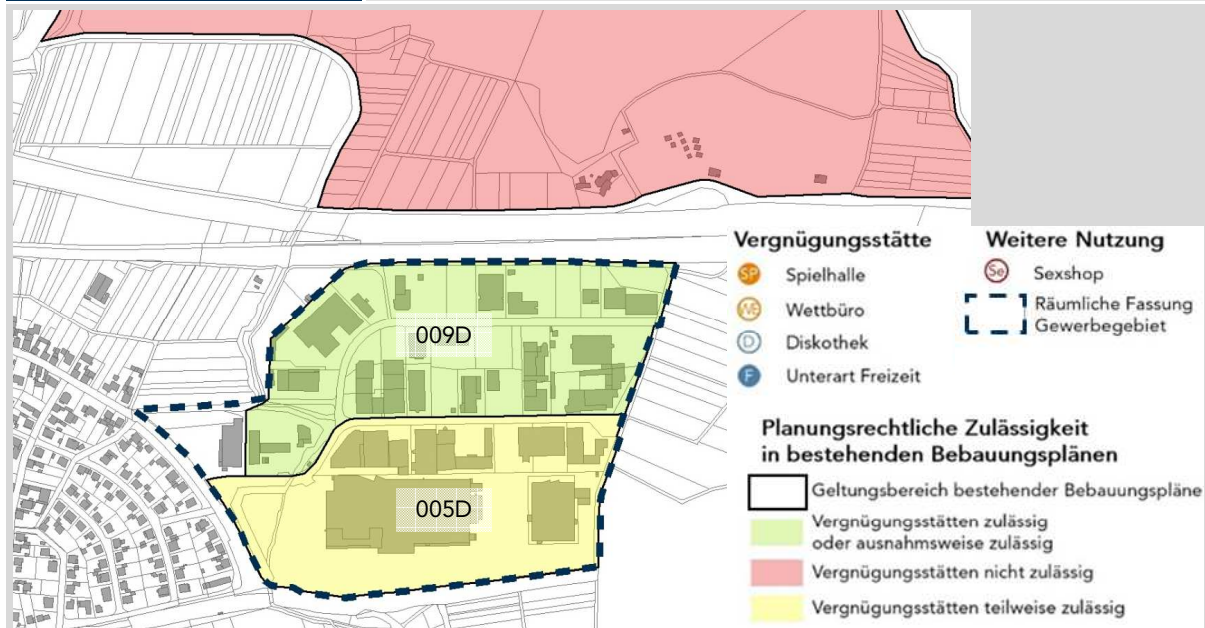 009D
005D
Vergnügungsstätte
SP Spielhalle
WE Wettbüro
D Diskothek
F Unterart Freizeit
Weitere Nutzung
Se Sexshop
Räumliche Fassung
Gewerbegebiet
Planungsrechtliche Zulässigkeit
in bestehenden Bebauungsplänen
Geltungsbereich bestehender Bebauungspläne
Vergnügungsstätten zulässig
oder ausnahmsweise zulässig
Vergnügungsstätten nicht zulässig
Vergnügungsstätten teilweise zulässig